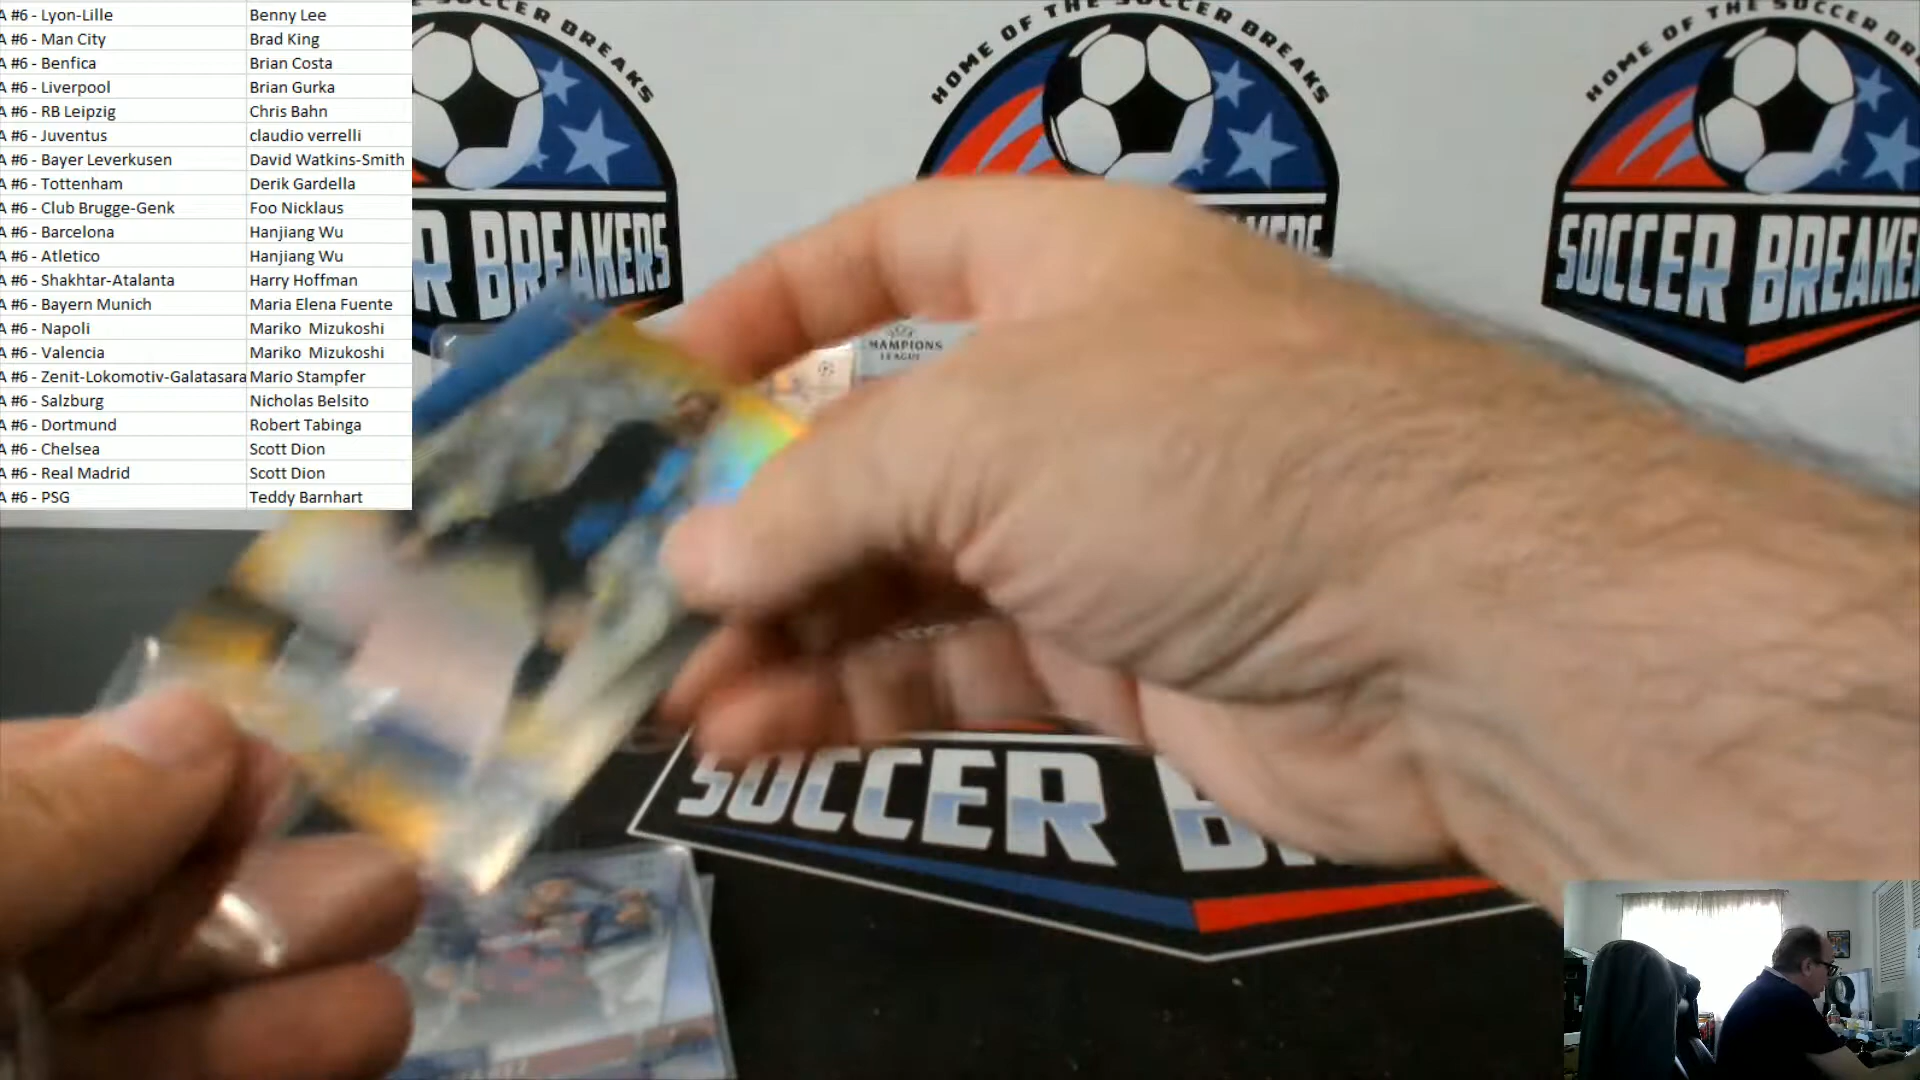 A #6 - Lyon-Lille Benny Lee
A #6 - Man City Brad King
A #6 - Benfica Brian Costa
A #6 - Liverpool Brian Gurka
A #6 - RB Leipzig Chris Bahn
A #6 - Juventus claudio verrelli
A #6 - Bayer Leverkusen David Watkins-Smith
A #6 - Tottenham Derik Gardella
A #6 - Club Brugge-Genk Foo Nicklaus
A #6 - Barcelona Hanjiang Wu
A #6 - Atletico Hanjiang Wu
A #6 - Shakhtar-Atalanta Harry Hoffman
A #6 - Bayern Munich Maria Elena Fuente
A #6 - Napoli Mariko Mizukoshi
A #6 - Valencia Mariko Mizukoshi
A #6 - Zenit-Lokomotiv-Galatasara Mario Stampfer
A #6 - Salzburg Nicholas Belsito
A #6 - Dortmund Robert Tabinga
A #6 - Chelsea Scott Dion
A #6 - Real Madrid Scott Dion
A #6 - PSG Teddy Barnhart
SOCCER BREAKS
R BREAKERS
HOME OF THE SOCCER BREAKS
HOME OF THE SOCCER BR
SOCCER BREAKER
HAMPIONS
LEAGUE
SOCCER B